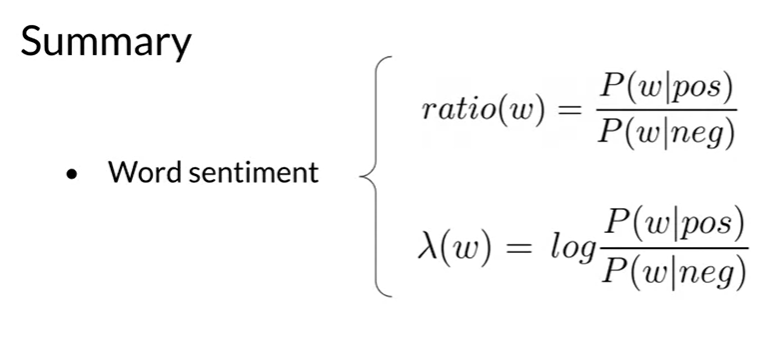 Summary
ratio(w) = P(w|pos) / P(w|neg)
• Word sentiment
λ(w) = log P(w|pos) / P(w|neg)